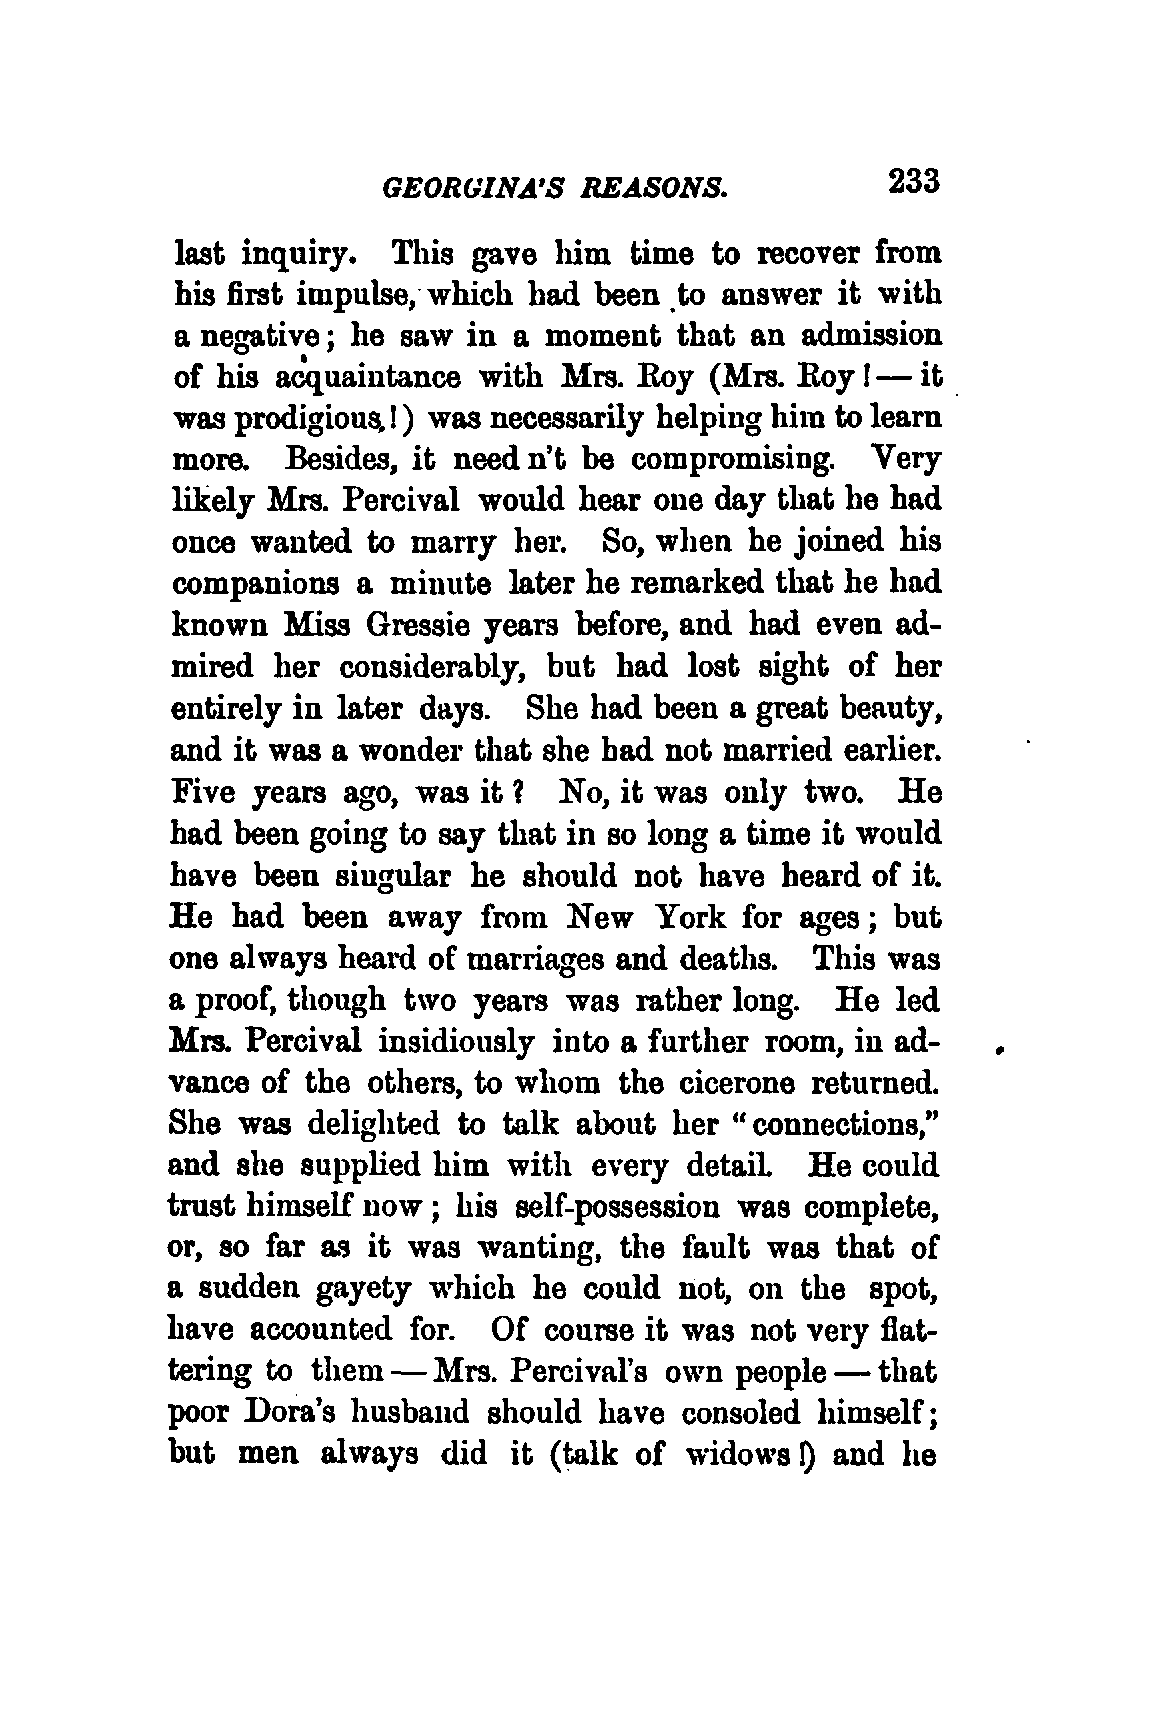 GEORGINA'S REASONS. 233
last inquiry. This gave him time to recover from
his first impulse, which had been to answer it with
a negative; he saw in a moment that an admission
of his acquaintance with Mrs. Roy (Mrs. Roy!— it
was prodigious!) was necessarily helping him to learn
more. Besides, it need n't be compromising. Very
likely Mrs. Percival would hear one day that he had
once wanted to marry her. So, when he joined his
companions a minute later he remarked that he had
known Miss Gressie years before, and had even ad-
mired her considerably, but had lost sight of her
entirely in later days. She had been a great beauty,
and it was a wonder that she had not married earlier.
Five years ago, was it? No, it was only two. He
had been going to say that in so long a time it would
have been singular he should not have heard of it.
He had been away from New York for ages; but
one always heard of marriages and deaths. This was
a proof, though two years was rather long. He led
Mrs. Percival insidiously into a further room, in ad-
vance of the others, to whom the cicerone returned.
She was delighted to talk about her "connections,"
and she supplied him with every detail. He could
trust himself now; his self-possession was complete,
or, so far as it was wanting, the fault was that of
a sudden gayety which he could not, on the spot,
have accounted for. Of course it was not very flat-
tering to them — Mrs. Percival's own people — that
poor Dora's husband should have consoled himself;
but men always did it (talk of widows!) and he